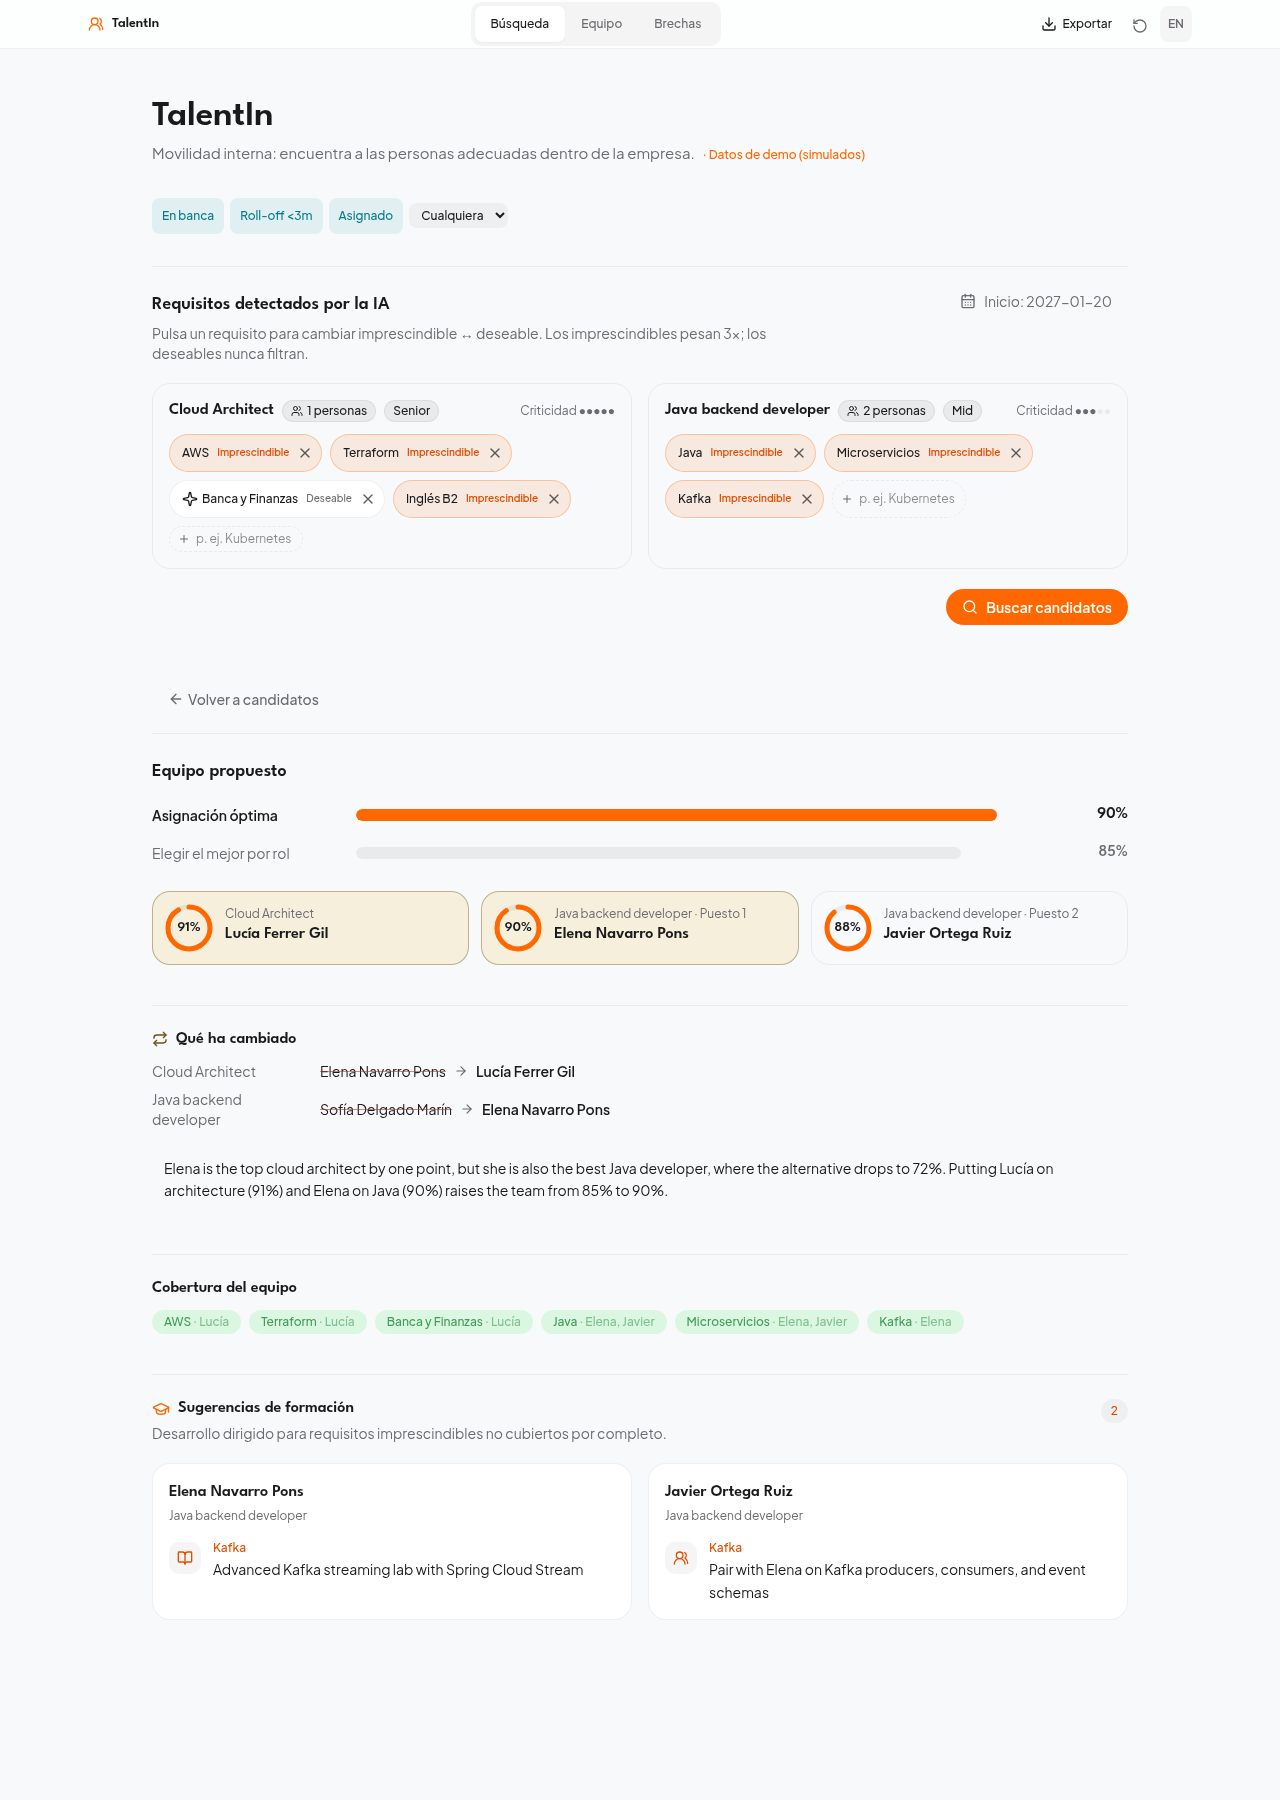 TalentIn
Búsqueda
Equipo
Brechas
Exportar
EN
TalentIn
Movilidad interna: encuentra a las personas adecuadas dentro de la empresa. · Datos de demo (simulados)
En banca
Roll-off <3m
Asignado
Cualquiera
Requisitos detectados por la IA
Inicio: 2027-01-20
Pulsa un requisito para cambiar imprescindible ↔ deseable. Los imprescindibles pesan 3×; los
deseables nunca filtran.
Cloud Architect 1 personas Senior Criticidad
AWS Imprescindible
Terraform Imprescindible
Banca y Finanzas Deseable
Inglés B2 Imprescindible
+ p. ej. Kubernetes
Java backend developer 2 personas Mid Criticidad
Java Imprescindible
Microservicios Imprescindible
Kafka Imprescindible
+ p. ej. Kubernetes
Buscar candidatos
Volver a candidatos
Equipo propuesto
Asignación óptima 90%
Elegir el mejor por rol 85%
91%
Cloud Architect
Lucía Ferrer Gil
90%
Java backend developer · Puesto 1
Elena Navarro Pons
88%
Java backend developer · Puesto 2
Javier Ortega Ruiz
Qué ha cambiado
Cloud Architect
Elena Navarro Pons → Lucía Ferrer Gil
Java backend
developer
Sofía Delgado Marín → Elena Navarro Pons
Elena is the top cloud architect by one point, but she is also the best Java developer, where the alternative drops to 72%. Putting Lucía on
architecture (91%) and Elena on Java (90%) raises the team from 85% to 90%.
Cobertura del equipo
AWS · Lucía
Terraform · Lucía
Banca y Finanzas · Lucía
Java · Elena, Javier
Microservicios · Elena, Javier
Kafka · Elena
Sugerencias de formación
2
Desarrollo dirigido para requisitos imprescindibles no cubiertos por completo.
Elena Navarro Pons
Java backend developer
Kafka
Advanced Kafka streaming lab with Spring Cloud Stream
Javier Ortega Ruiz
Java backend developer
Kafka
Pair with Elena on Kafka producers, consumers, and event
schemas